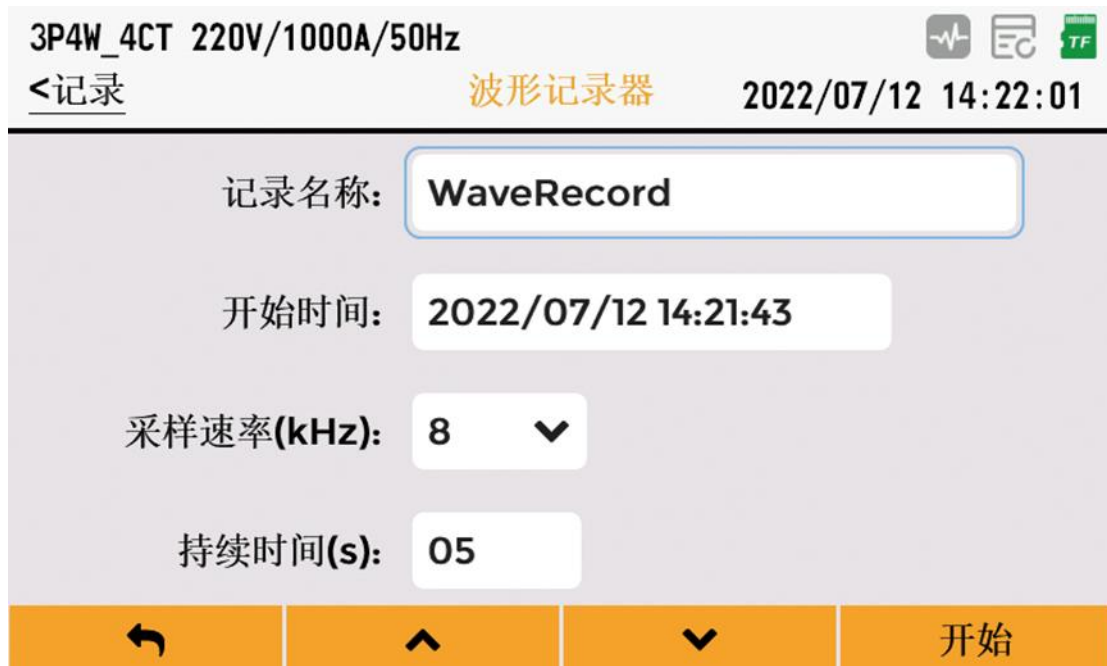 3P4W_4CT 220V/1000A/50Hz
TF
<记录 波形记录器 2022/07/12 14:22:01
记录名称: WaveRecord
开始时间: 2022/07/12 14:21:43
采样速率(kHz): 8
持续时间(s): 05
开始